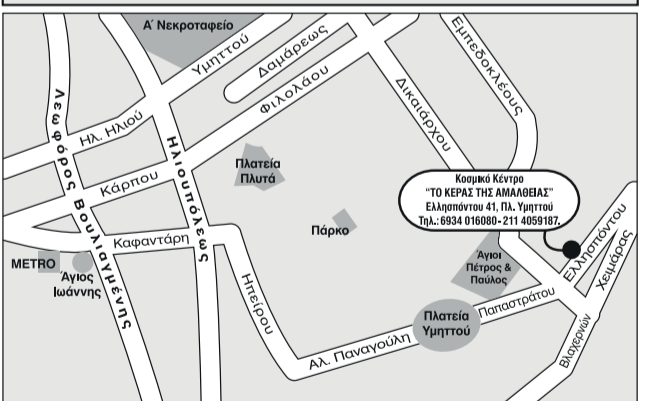 Α΄ Νεκροταφείο
Υμηττού
Δαμάρεως
Φιλολάου
Εμπεδοκλέους
Δικαιάρχου
Λεωφόρος Βουλιαγμένης
Ηλ. Ηλιού
Ηλιουπόλεως
Κάρπου
Πλατεία
Πλυτά
Κοσμικό Κέντρο
“ΤΟ ΚΕΡΑΣ ΤΗΣ ΑΜΑΛΘΕΙΑΣ”
Ελλησπόντου 41, Πλ. Υμηττού
Τηλ.: 6934 016080 - 211 4059187.
Πάρκο
Καφαντάρη
METRO
Άγιος
Ιωάννης
Ηπείρου
Άγιοι
Πέτρος &
Παύλος
Ελλησπόντου
Χειμάρας
Παπαστράτου
Πλατεία
Υμηττού
Αλ. Παναγούλη
Βλαχερνών